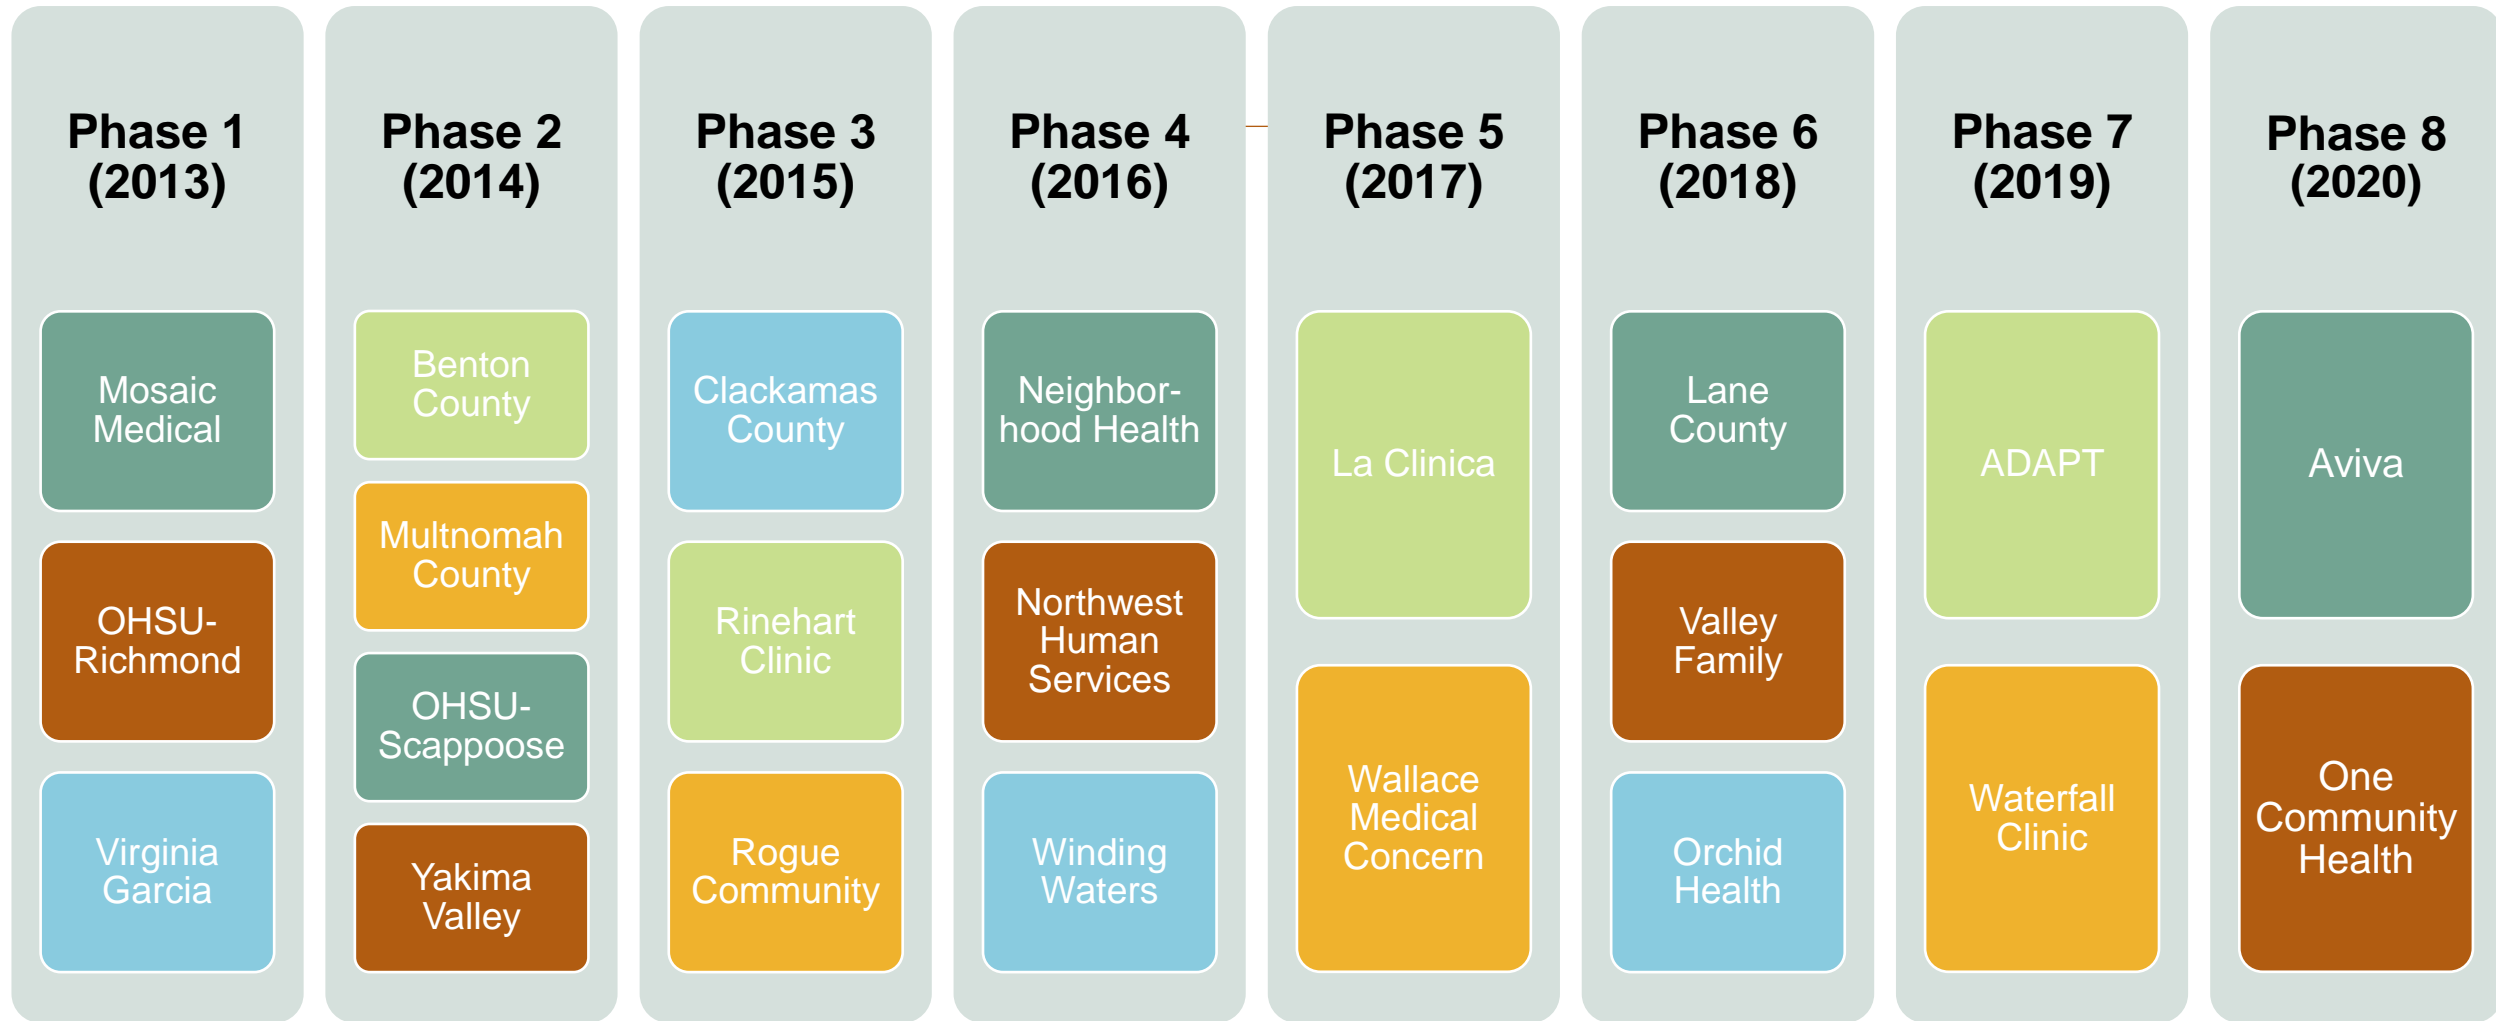 Phase 1
(2013)
Mosaic
Medical
OHSU-
Richmond
Virginia
Garcia
Phase 2
(2014)
Benton
County
Multnomah
County
OHSU-
Scappoose
Yakima
Valley
Phase 3
(2015)
Clackamas
County
Rinehart
Clinic
Rogue
Community
Phase 4
(2016)
Neighbor-
hood Health
Northwest
Human
Services
Winding
Waters
Phase 5
(2017)
La Clinica
Wallace
Medical
Concern
Phase 6
(2018)
Lane
County
Valley
Family
Orchid
Health
Phase 7
(2019)
ADAPT
Waterfall
Clinic
Phase 8
(2020)
Aviva
One
Community
Health